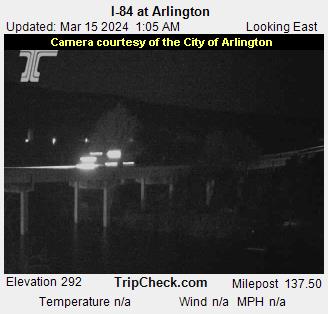 I-84 at Arlington
Updated: Mar 15 2024 1:05 AM Looking East
Camera courtesy of the City of Arlington
Elevation 292 TripCheck.com Milepost 137.50
Temperature n/a Wind n/a MPH n/a